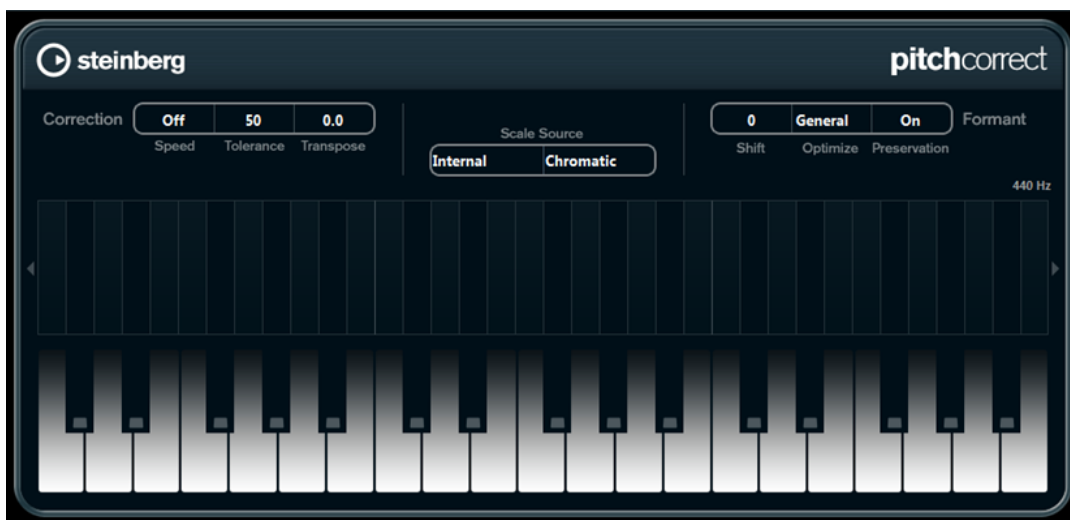 steinberg
pitchcorrect
Correction
Off 50 0.0
Speed Tolerance Transpose
Scale Source
Internal Chromatic
0 General On
Formant
Shift Optimize Preservation
440 Hz